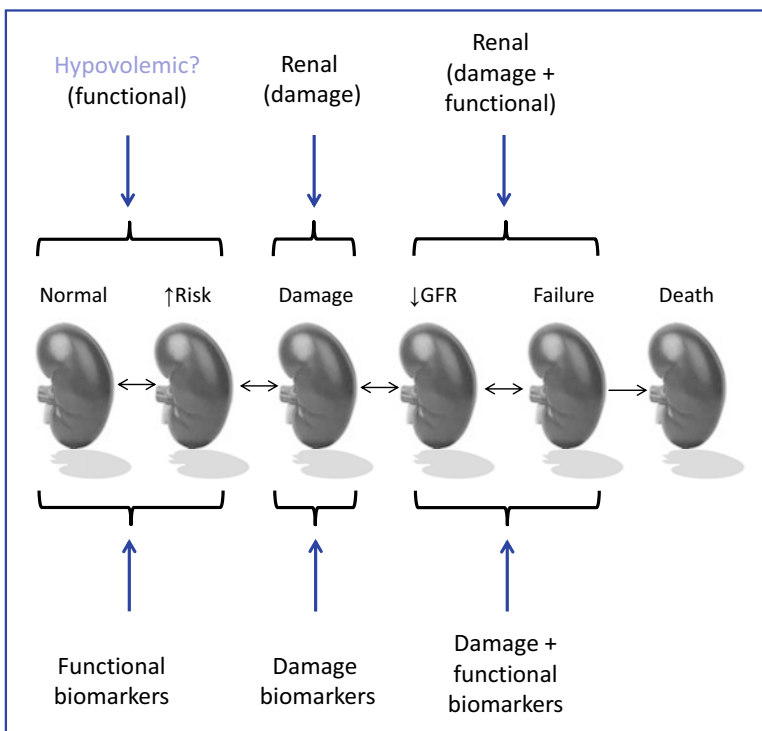 Hypovolemic?
(functional)
Renal
(damage)
Renal
(damage +
functional)
Normal
↑Risk
Damage
↓GFR
Failure
Death
Functional
biomarkers
Damage
biomarkers
Damage +
functional
biomarkers